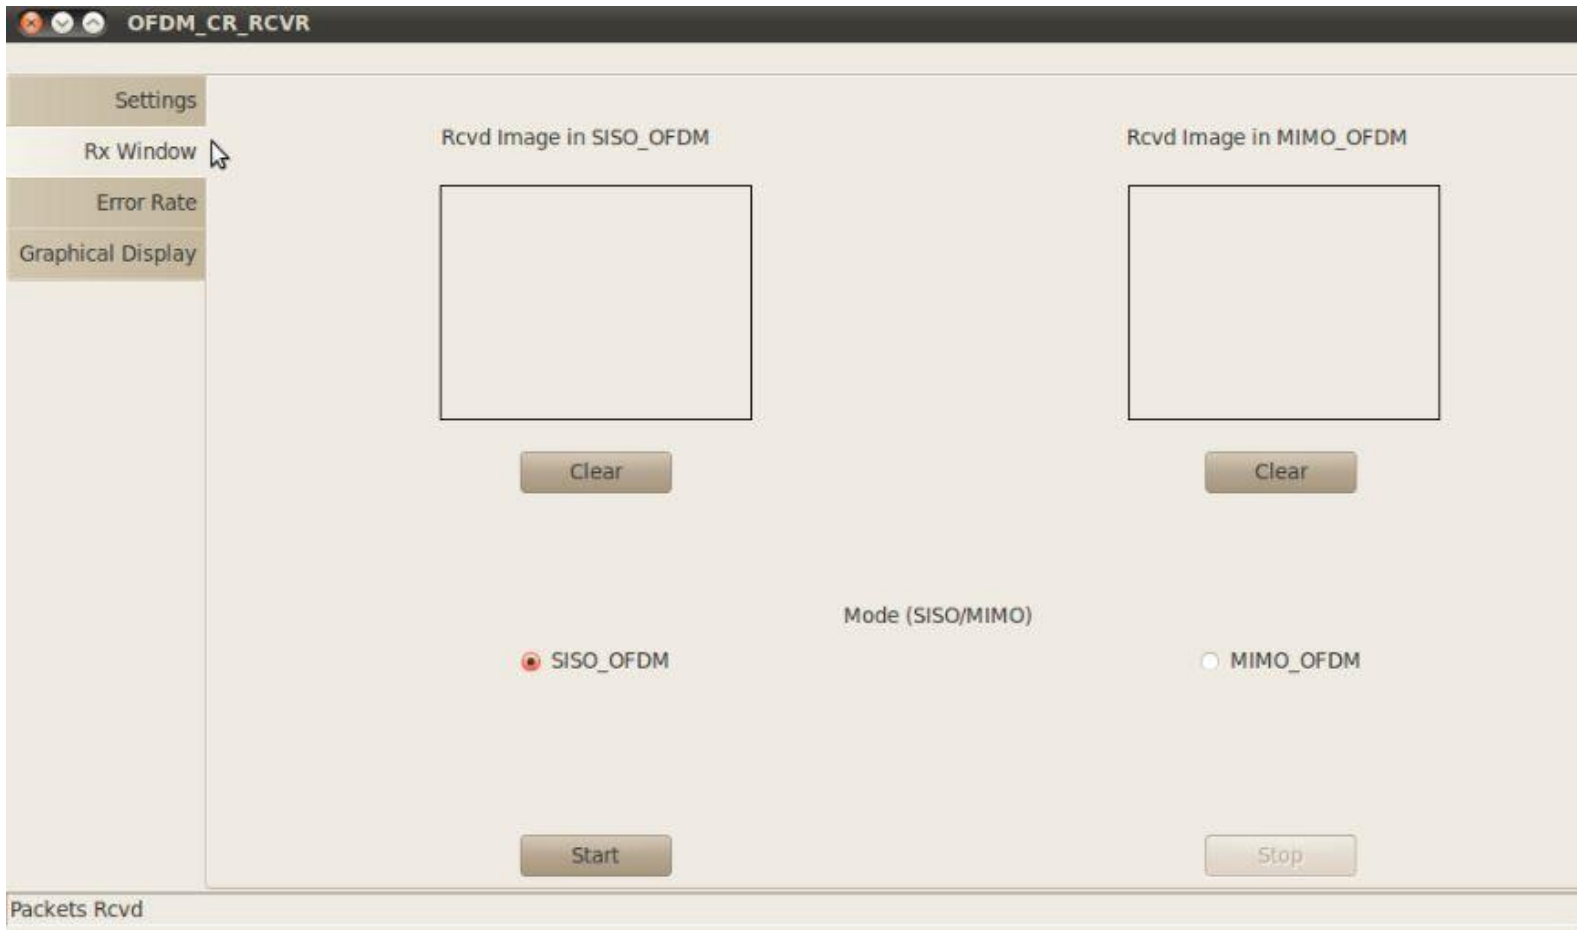 OFDM_CR_RCVR
Settings
Rx Window
Error Rate
Graphical Display
Rcvd Image in SISO_OFDM
Rcvd Image in MIMO_OFDM
Clear
Clear
Mode (SISO/MIMO)
SISO_OFDM
MIMO_OFDM
Start
Stop
Packets Rcvd